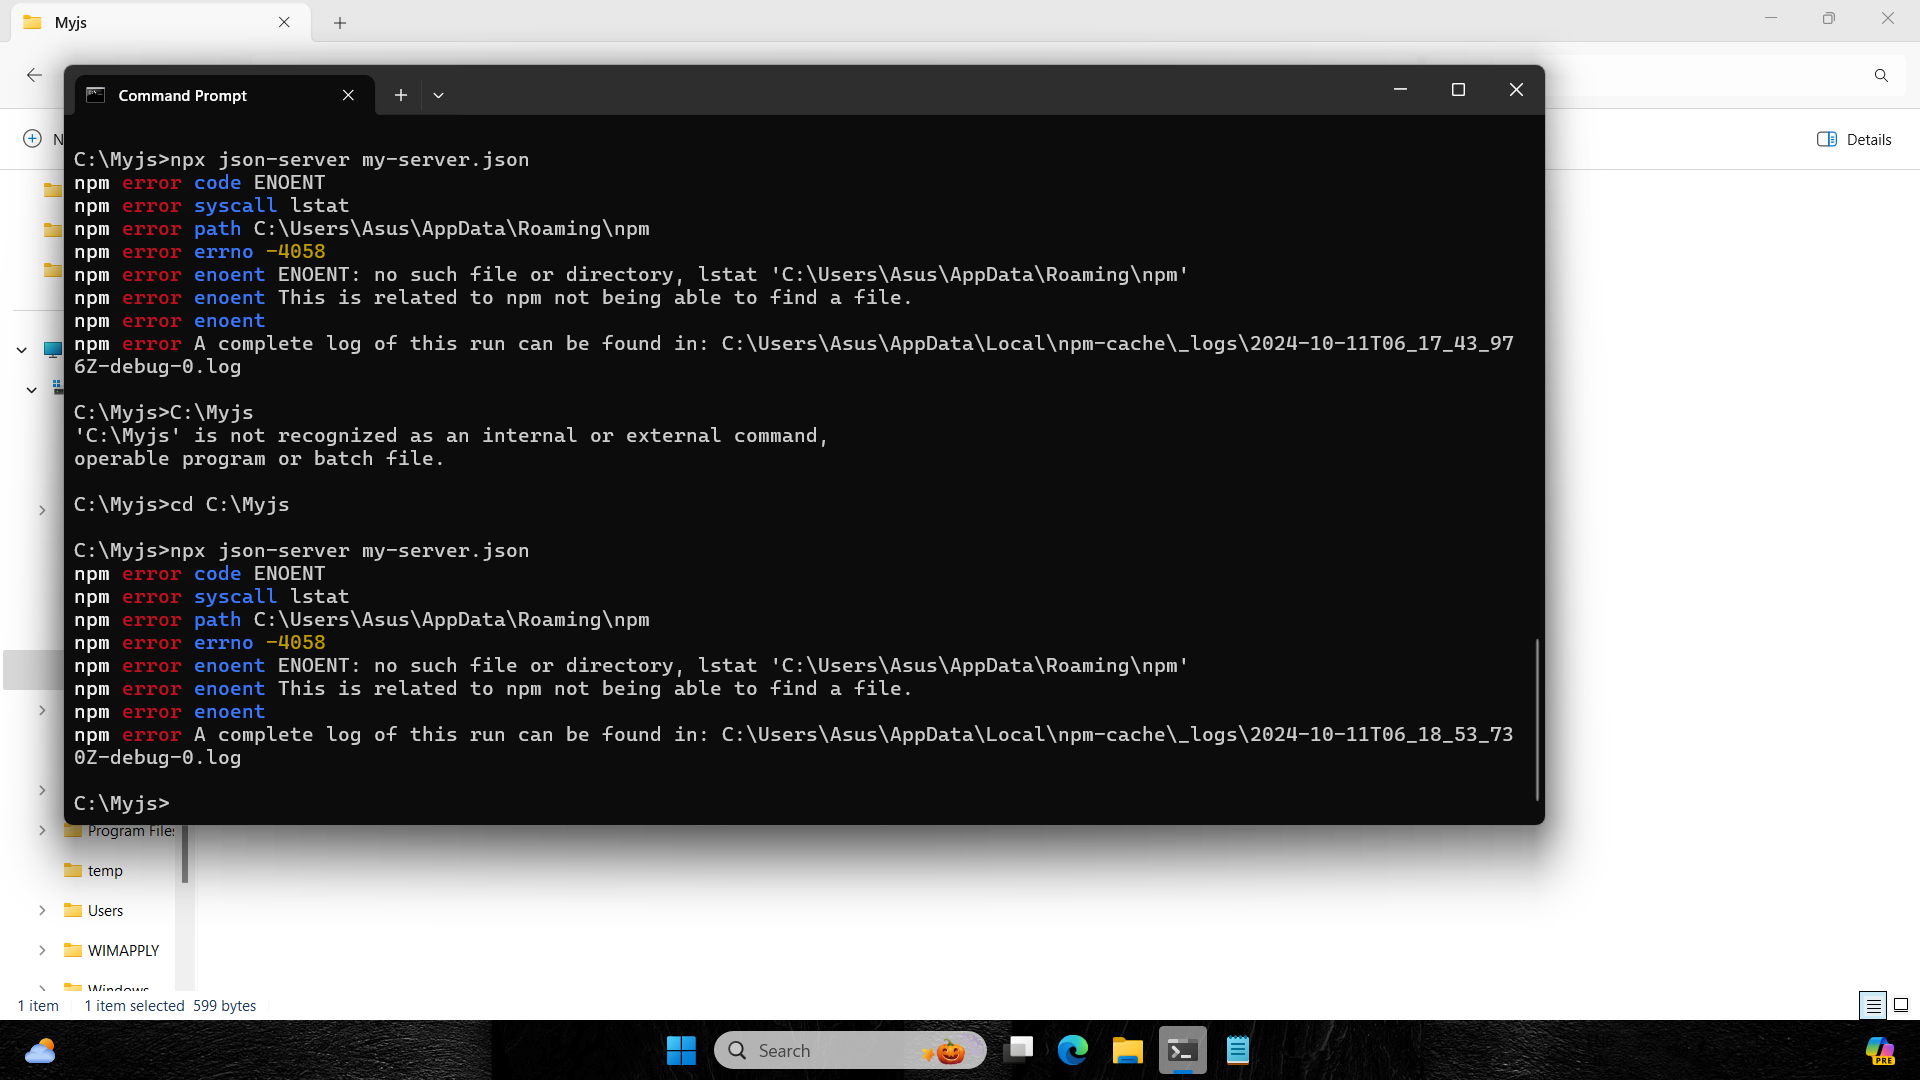 Myjs
Command Prompt
N
Details
C:\Myjs>npx json-server my-server.json
npm error code ENOENT
npm error syscall lstat
npm error path C:\Users\Asus\AppData\Roaming\npm
npm error errno -4058
npm error enoent ENOENT: no such file or directory, lstat 'C:\Users\Asus\AppData\Roaming\npm'
npm error enoent This is related to npm not being able to find a file.
npm error enoent
npm error A complete log of this run can be found in: C:\Users\Asus\AppData\Local\npm-cache\_logs\2024-10-11T06_17_43_97
6Z-debug-0.log
C:\Myjs>C:\Myjs
'C:\Myjs' is not recognized as an internal or external command,
operable program or batch file.
C:\Myjs>cd C:\Myjs
C:\Myjs>npx json-server my-server.json
npm error code ENOENT
npm error syscall lstat
npm error path C:\Users\Asus\AppData\Roaming\npm
npm error errno -4058
npm error enoent ENOENT: no such file or directory, lstat 'C:\Users\Asus\AppData\Roaming\npm'
npm error enoent This is related to npm not being able to find a file.
npm error enoent
npm error A complete log of this run can be found in: C:\Users\Asus\AppData\Local\npm-cache\_logs\2024-10-11T06_18_53_73
0Z-debug-0.log
C:\Myjs>
Program Files
temp
Users
WIMAPPLY
Windows
1 item 1 item selected 599 bytes
Search
PRE